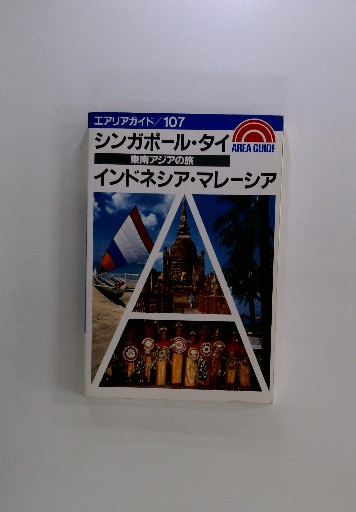 エアリアガイド/107
シンガポール・タイ
AREA GUIDE
東南アジアの旅
インドネシア・マレーシア